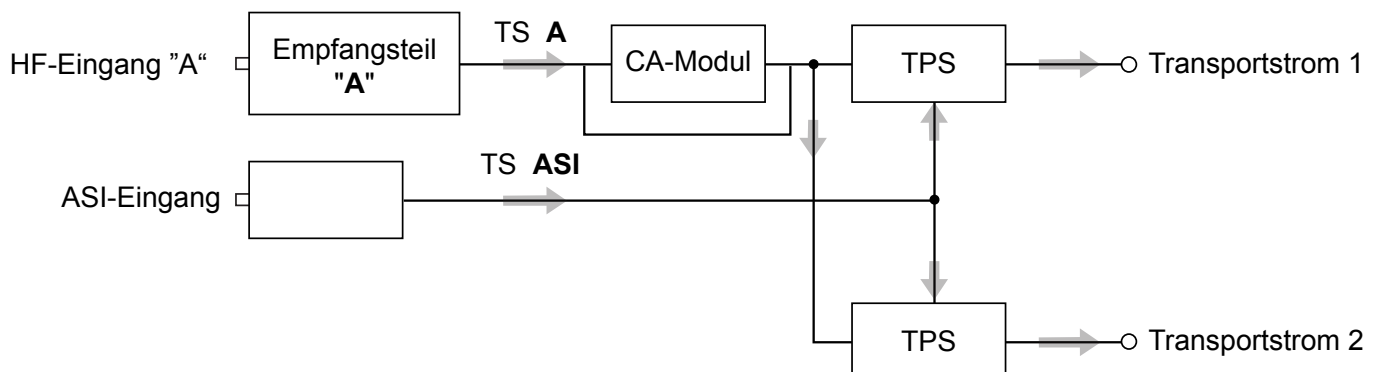 HF-Eingang ”A“
Empfangsteil
"A"
TS A
CA-Modul
TPS
Transportstrom 1
ASI-Eingang
TS ASI
TPS
Transportstrom 2